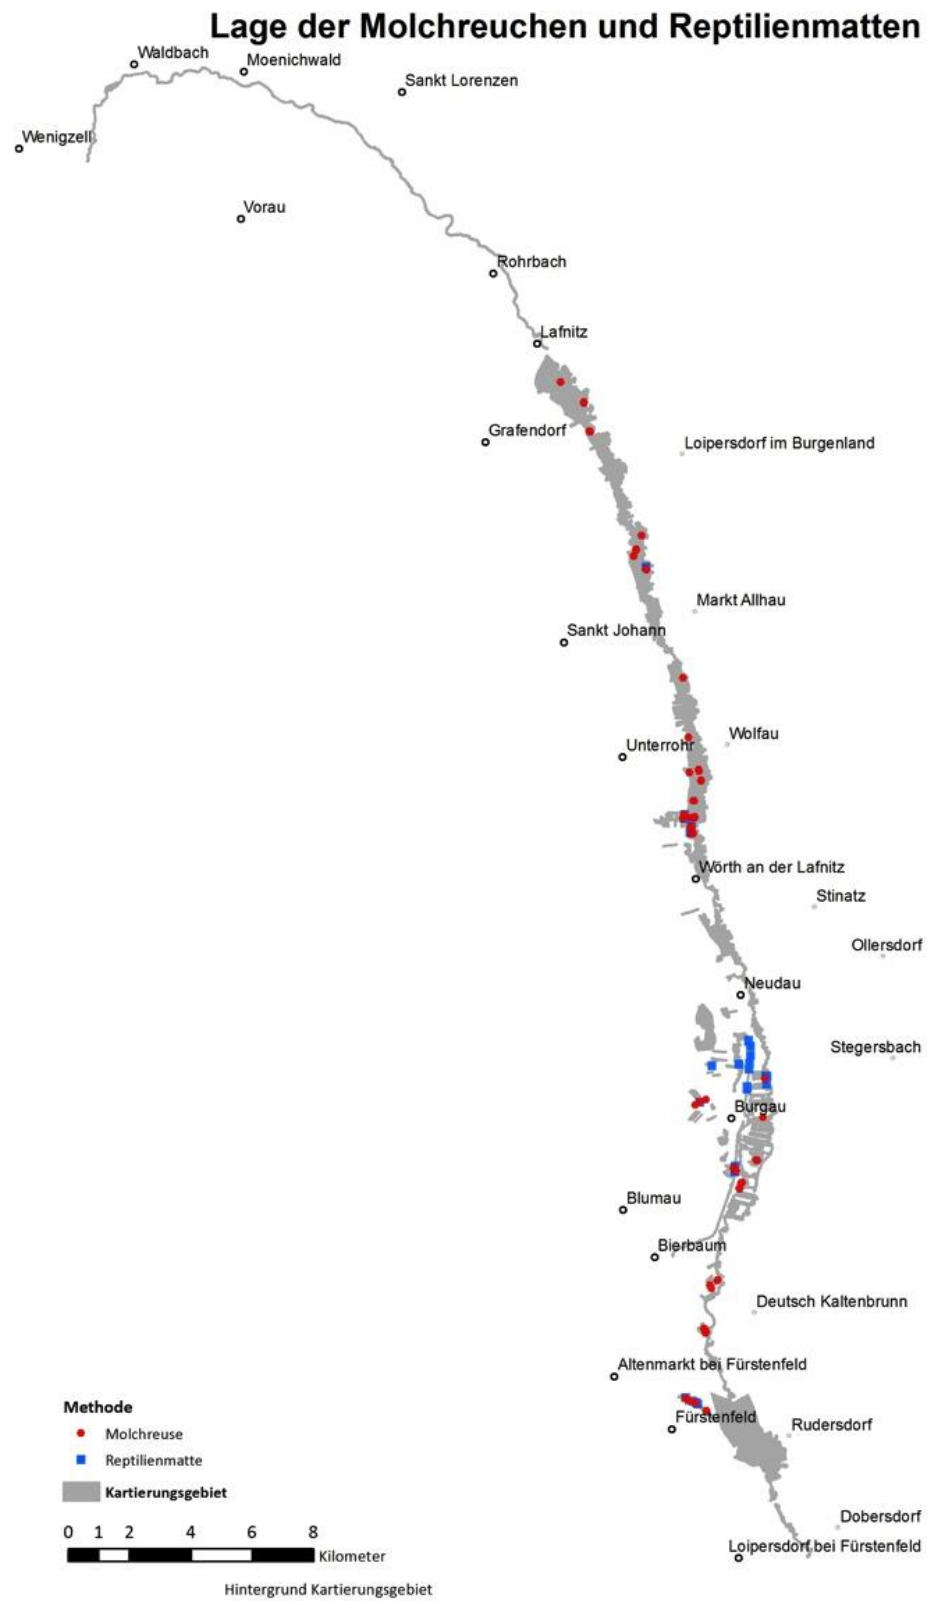 Lage der Molchreuchen und Reptilienmatten
Waldbach
Moenichwald
Sankt Lorenzen
Wenigzell
Vorau
Rohrbach
Lafnitz
Grafendorf
Loipersdorf im Burgenland
Markt Allhau
Sankt Johann
Wolfau
Unterrohr
Wörth an der Lafnitz
Stinatz
Ollersdorf
Neudau
Stegersbach
Burgau
Blumau
Bierbaum
Deutsch Kaltenbrunn
Altenmarkt bei Fürstenfeld
Fürstenfeld
Rudersdorf
Dobersdorf
Loipersdorf bei Fürstenfeld
Methode
Molchreuse
Reptilienmatte
Kartierungsgebiet
0 1 2 4 6 8
Kilometer
Hintergrund Kartierungsgebiet